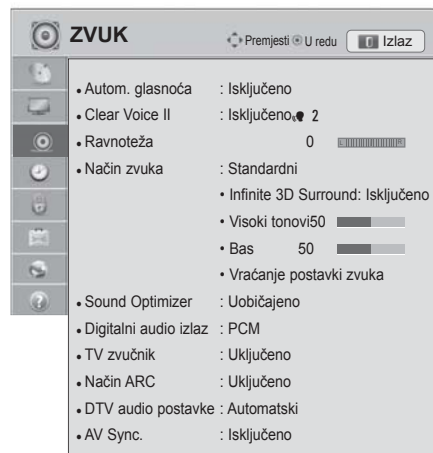 ZVUK Premjesti U redu Izlaz
• Autom. glasnoća : Isključeno
• Clear Voice II : Isključeno 2
• Ravnoteža 0 L R
• Način zvuka : Standardni
• Infinite 3D Surround: Isključeno
• Visoki tonovi50
• Bas 50
• Vraćanje postavki zvuka
• Sound Optimizer : Uobičajeno
• Digitalni audio izlaz : PCM
• TV zvučnik : Uključeno
• Način ARC : Uključeno
• DTV audio postavke : Automatski
• AV Sync. : Isključeno